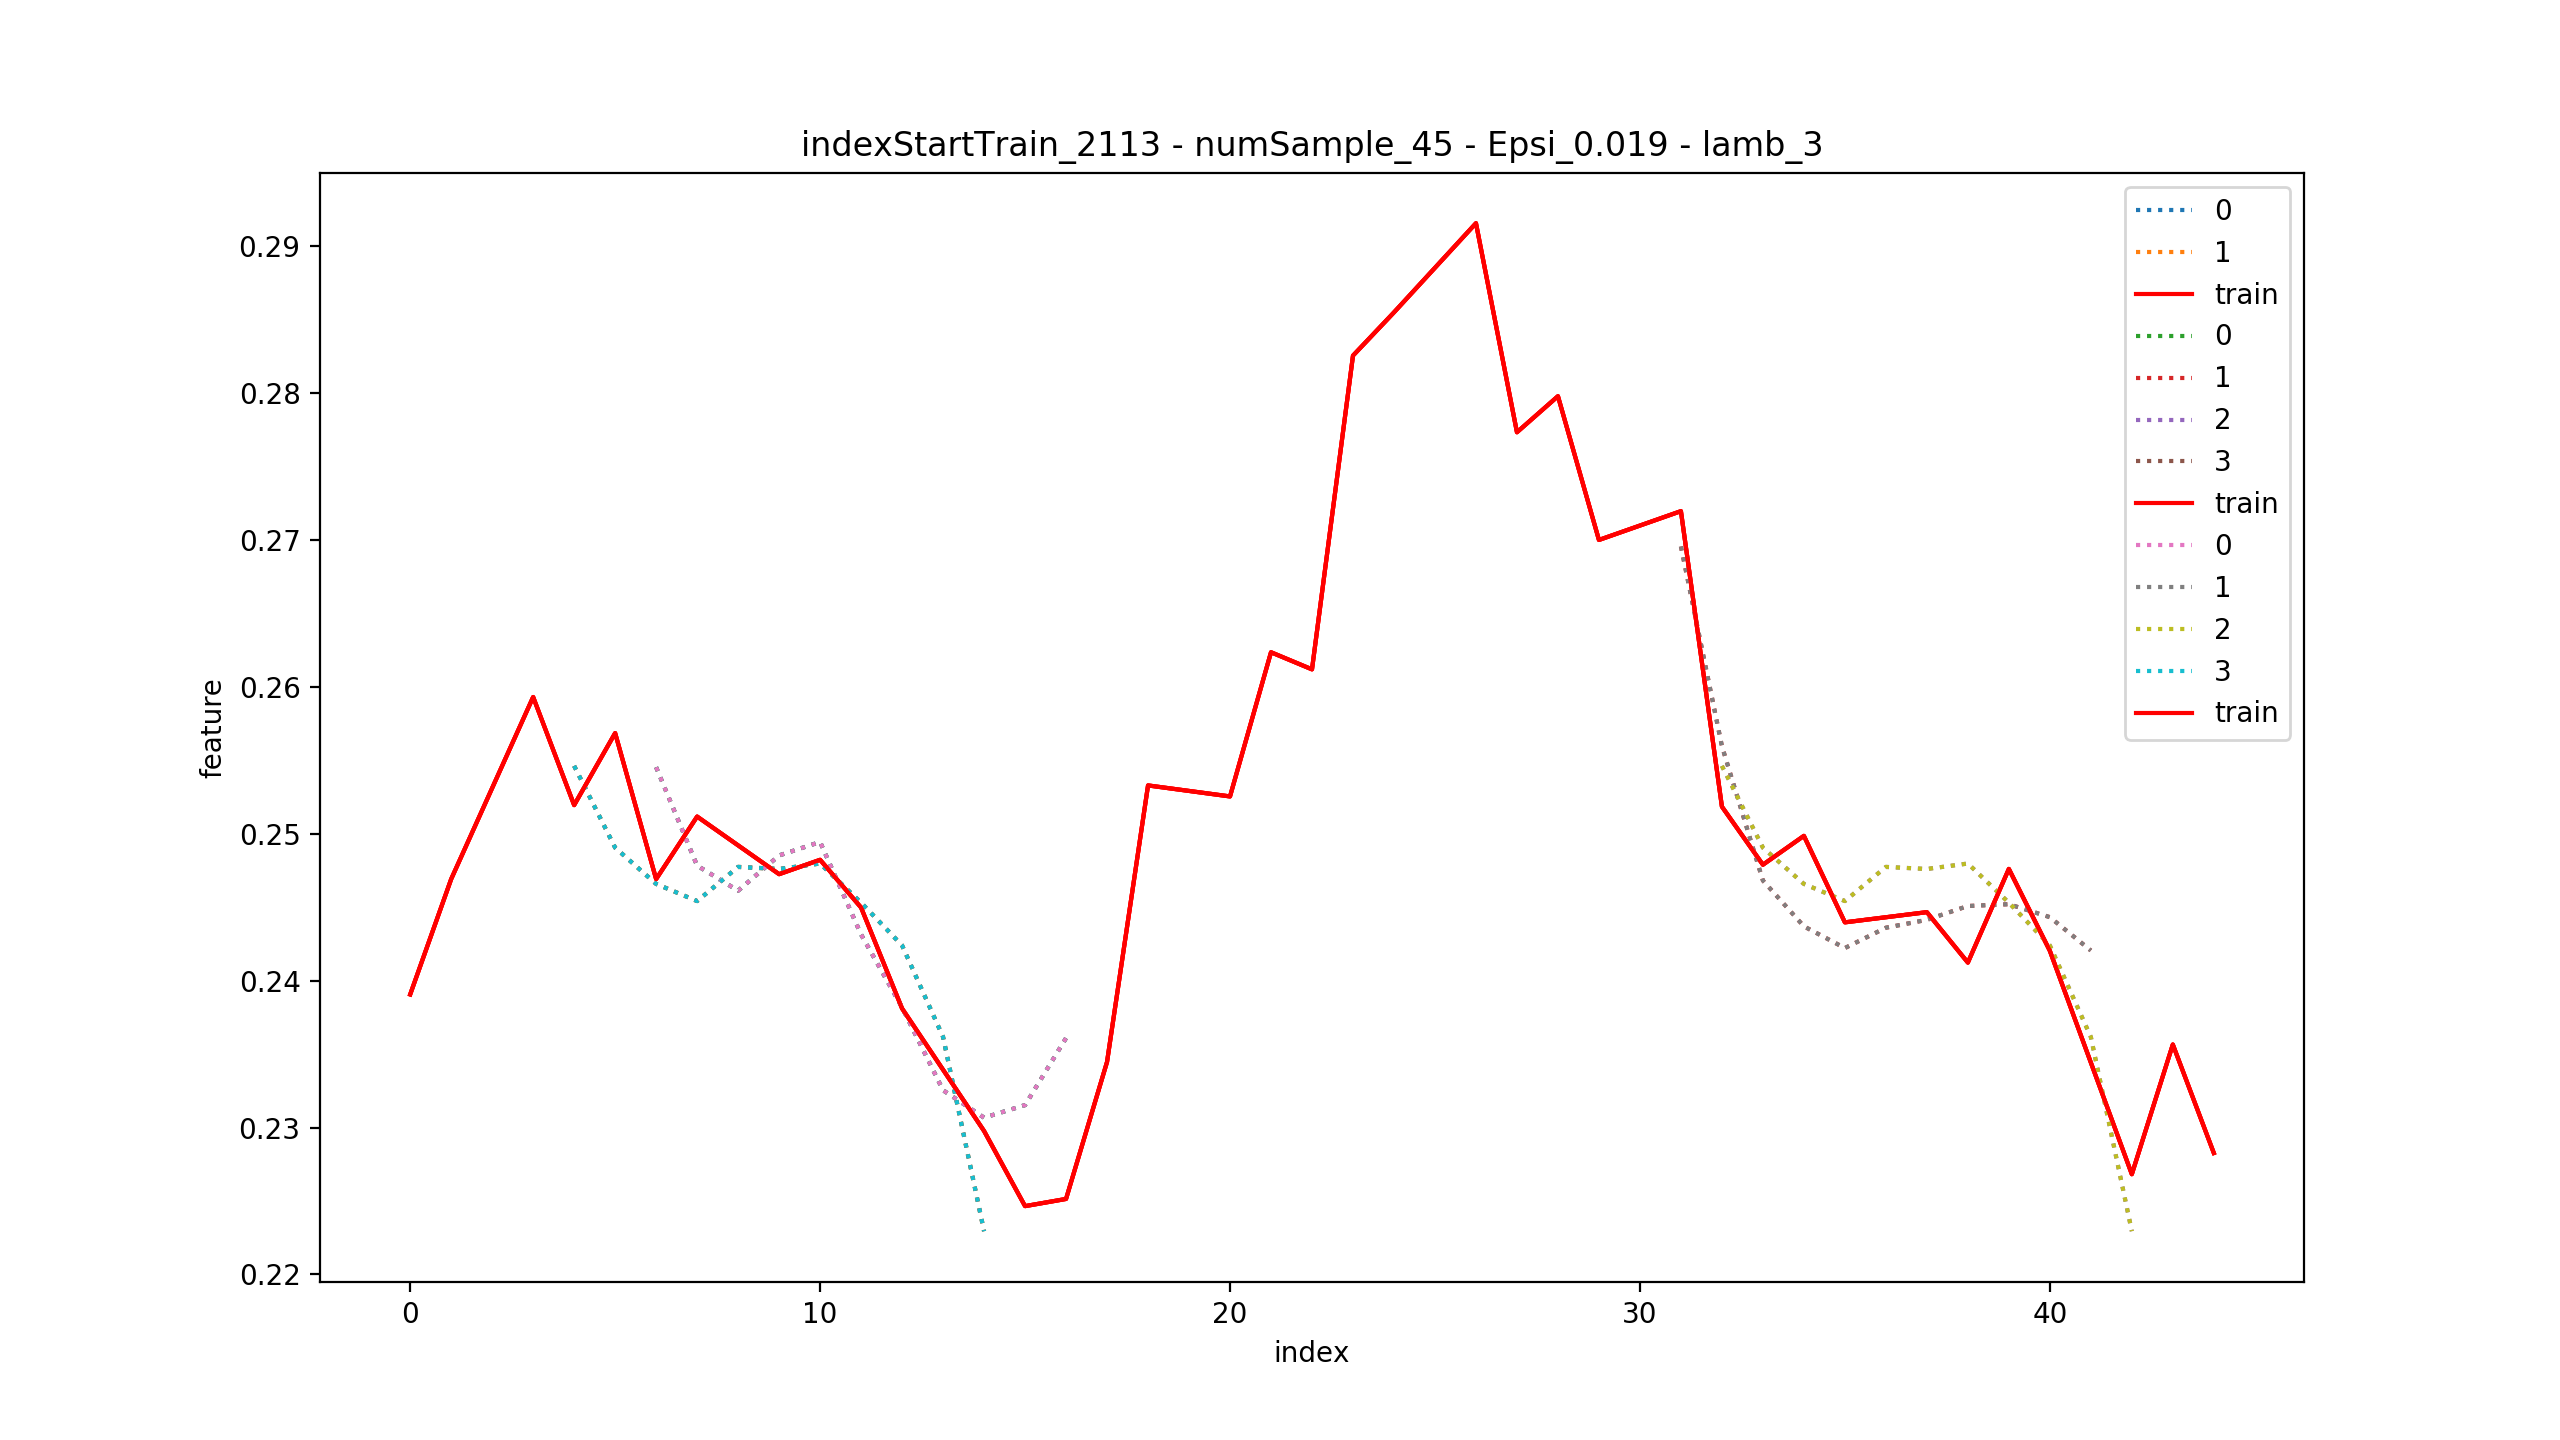 indexStartTrain_2113 - numSample_45 - Epsi_0.019 - lamb_3
0
1
train
0
1
2
3
train
0
1
2
3
train
0.29
0.28
0.27
0.26
0.25
0.24
0.23
0.22
feature
0 10 20 30 40
index